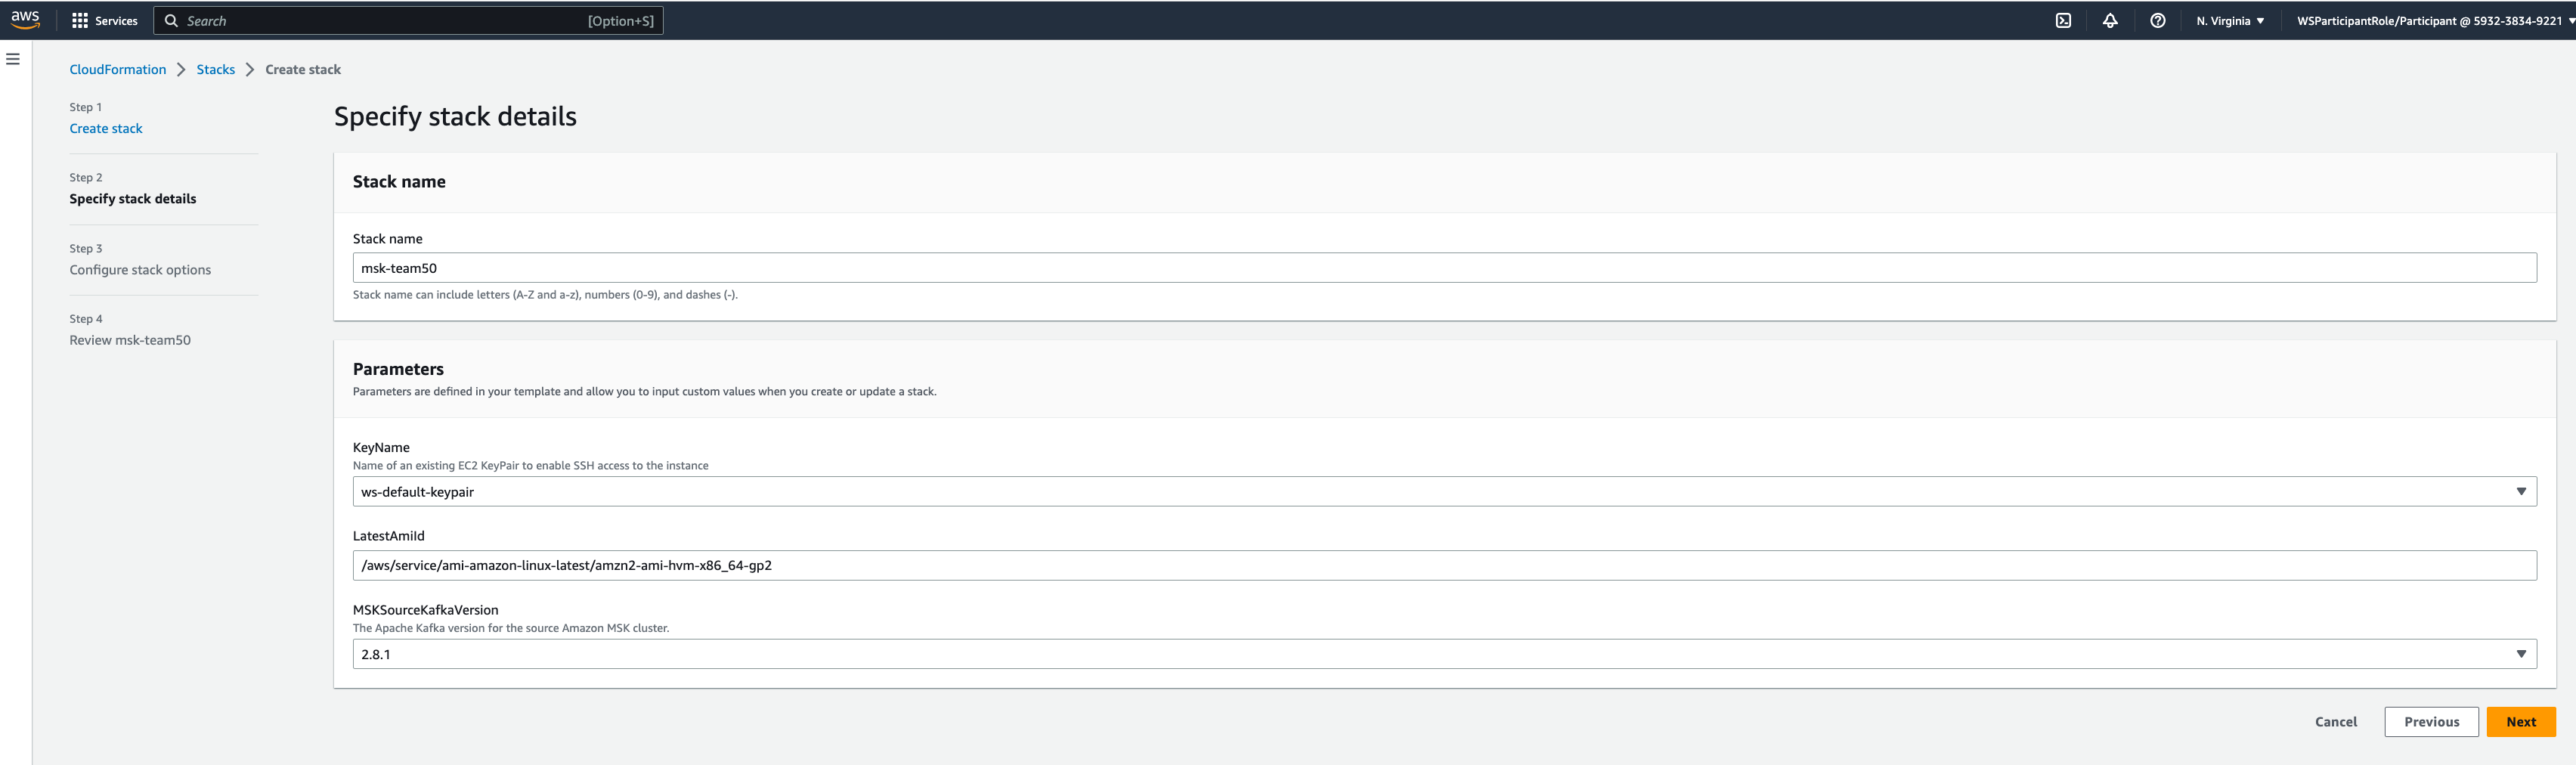 aws
Services
Search
[Option+S]
N. Virginia
WSParticipantRole/Participant @ 5932-3834-9221
CloudFormation
Stacks
Create stack
Step 1
Create stack
Step 2
Specify stack details
Step 3
Configure stack options
Step 4
Review msk-team50
Specify stack details
Stack name
Stack name
msk-team50
Stack name can include letters (A-Z and a-z), numbers (0-9), and dashes (-).
Parameters
Parameters are defined in your template and allow you to input custom values when you create or update a stack.
KeyName
Name of an existing EC2 KeyPair to enable SSH access to the instance
ws-default-keypair
LatestAmiId
/aws/service/ami-amazon-linux-latest/amzn2-ami-hvm-x86_64-gp2
MSKSourceKafkaVersion
The Apache Kafka version for the source Amazon MSK cluster.
2.8.1
Cancel
Previous
Next